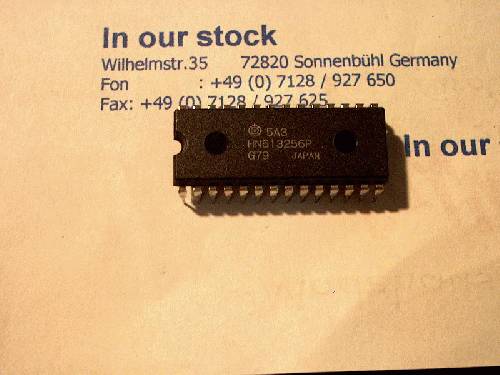 In our stock
Wilhelmstr.35 72820 Sonnenbühl Germany
Fon : +49 (0) 7128 / 927 650
Fax: +49 (0) 7128 / 927 625
5A3
HN613256P
G79 JAPAN
In our